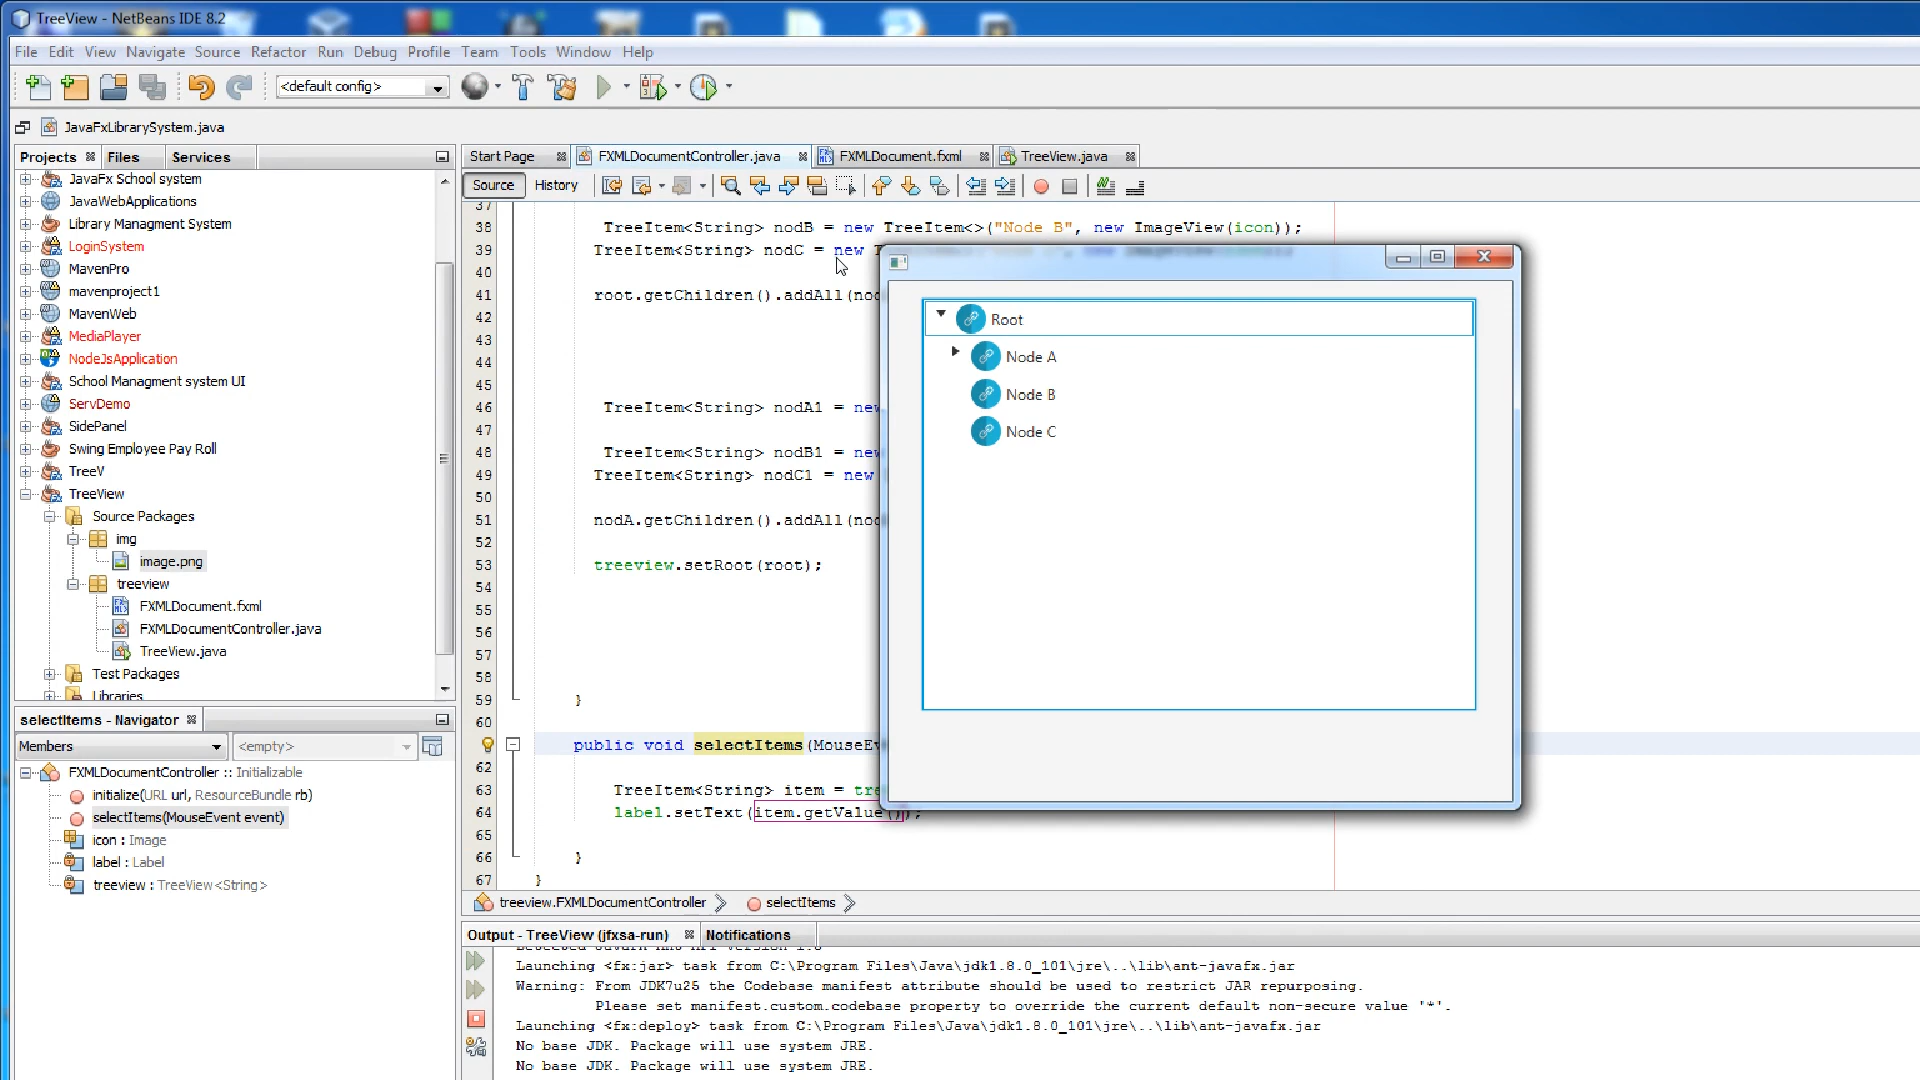 TreeView - NetBeans IDE 8.2
File Edit View Navigate Source Refactor Run Debug Profile Team Tools Window Help
<default config>
JavaFxLibrarySystem.java
Projects Files Services
Start Page FXMLDocumentController.java FXMLDocument.fxml TreeView.java
Source History
JavaFx School system
JavaWebApplications
Library Managment System
LoginSystem
MavenPro
mavenproject1
MavenWeb
MediaPlayer
NodeJsApplication
School Managment system UI
ServDemo
SidePanel
Swing Employee Pay Roll
TreeV
TreeView
Source Packages
img
image.png
treeview
FXMLDocument.fxml
FXMLDocumentController.java
TreeView.java
Test Packages
Libraries
selectItems - Navigator
Members <empty>
FXMLDocumentController :: Initializable
initialize(URL url, ResourceBundle rb)
selectItems(MouseEvent event)
icon : Image
label : Label
treeview : TreeView<String>
37
38 TreeItem<String> nodB = new TreeItem<>("Node B", new ImageView(icon));
39 TreeItem<String> nodC = new
40
41 root.getChildren().addAll(nod
42
43
44
45
46 TreeItem<String> nodA1 = new
47
48 TreeItem<String> nodB1 = new
49 TreeItem<String> nodC1 = new
50
51 nodA.getChildren().addAll(nod
52
53 treeview.setRoot(root);
54
55
56
57
58
59 }
60
public void selectItems(MouseEv
62
63 TreeItem<String> item = tre
64 label.setText(item.getValue());
65
66 }
67 }
Root
Node A
Node B
Node C
treeview.FXMLDocumentController selectItems
Output - TreeView (jfxsa-run) Notifications
Launching <fx:jar> task from C:\Program Files\Java\jdk1.8.0_101\jre\..\lib\ant-javafx.jar
Warning: From JDK7u25 the Codebase manifest attribute should be used to restrict JAR repurposing.
Please set manifest.custom.codebase property to override the current default non-secure value '*'.
Launching <fx:deploy> task from C:\Program Files\Java\jdk1.8.0_101\jre\..\lib\ant-javafx.jar
No base JDK. Package will use system JRE.
No base JDK. Package will use system JRE.